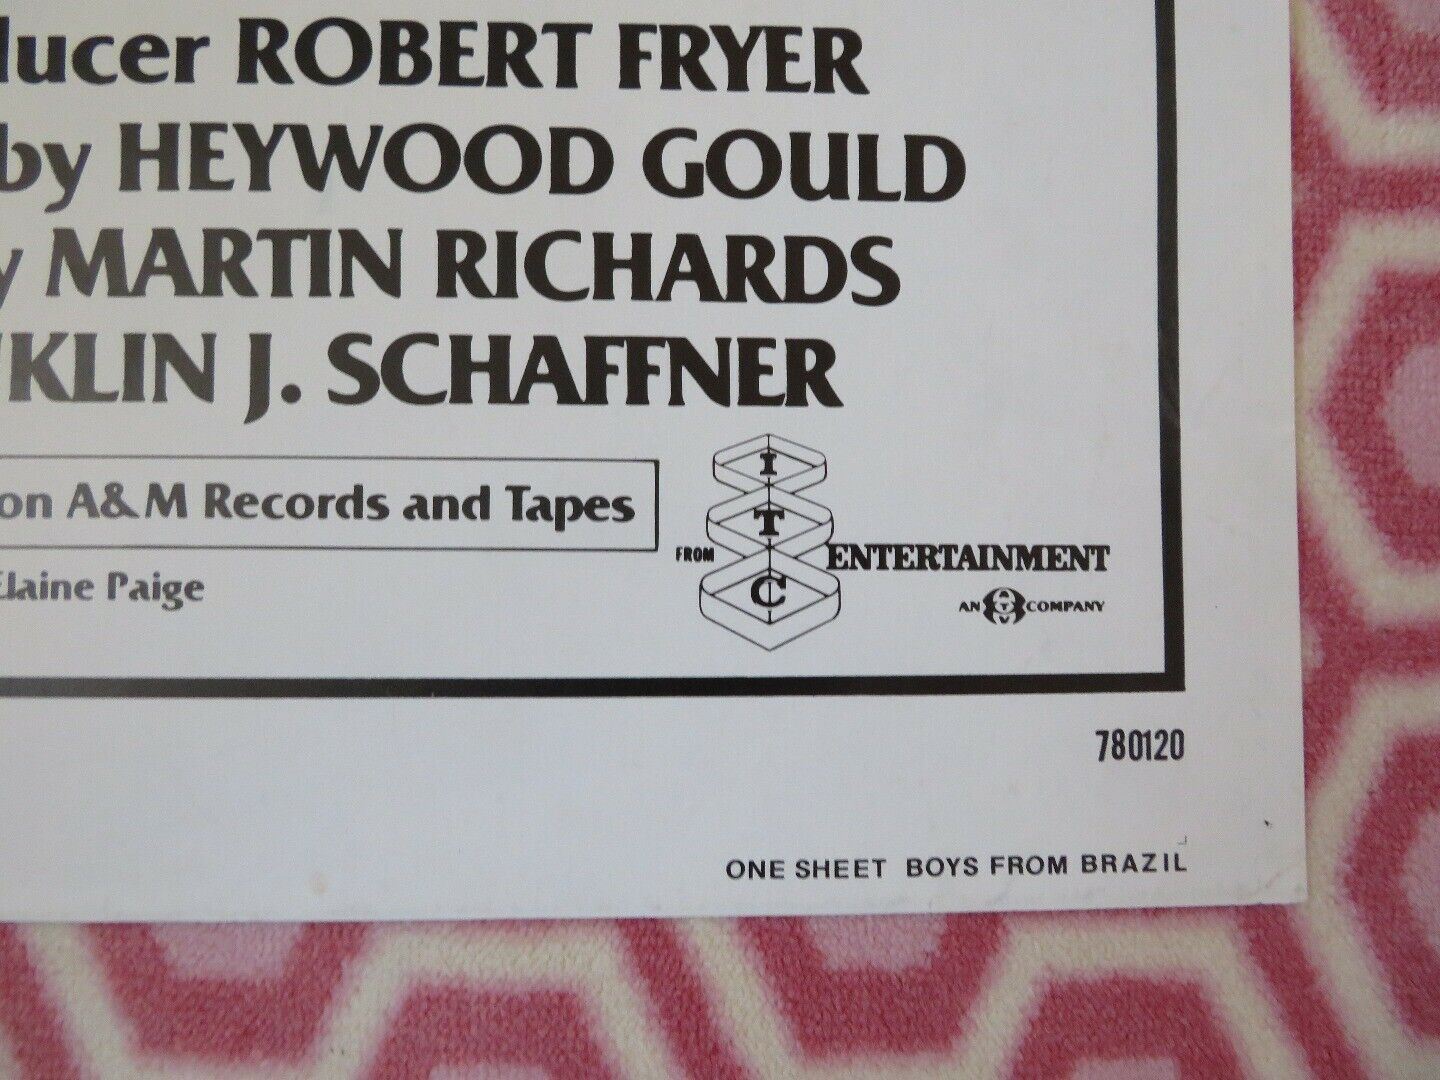 ducer ROBERT FRYER
by HEYWOOD GOULD
y MARTIN RICHARDS
KLIN J. SCHAFFNER
on A&M Records and Tapes
Elaine Paige
FROM
I
T
C
ENTERTAINMENT
AN ATV COMPANY
780120
ONE SHEET BOYS FROM BRAZIL